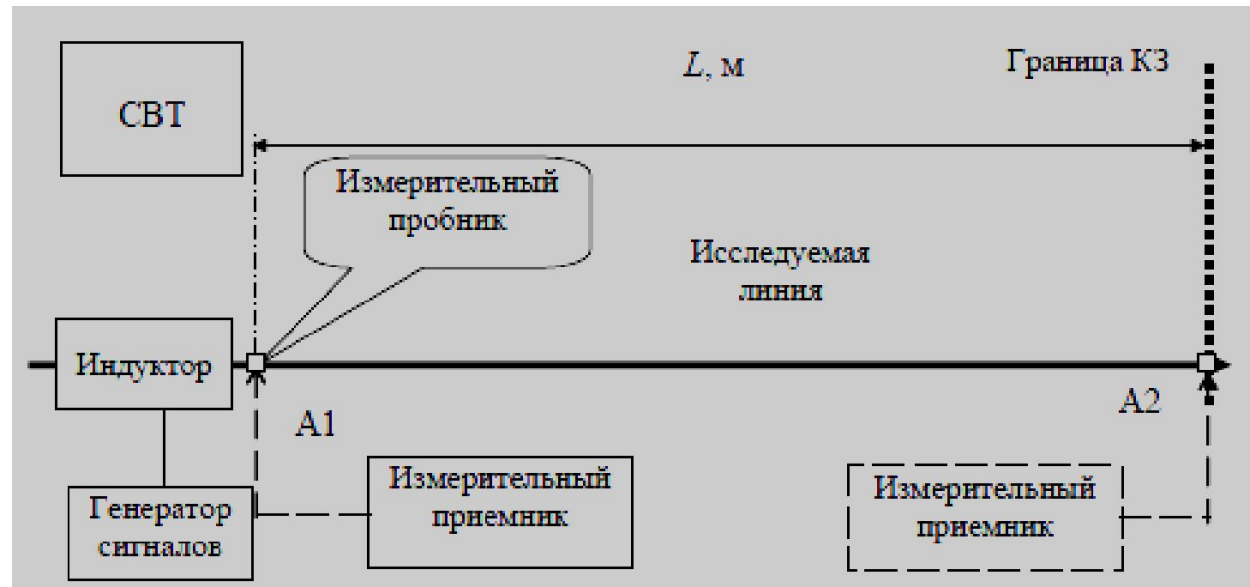 СВТ
L, м
Граница КЗ
Измерительный
пробник
Исследуемая
линия
Индуктор
А1
А2
Генератор
сигналов
Измерительный
приемник
Измерительный
приемник